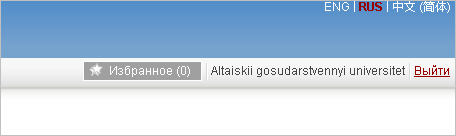 ENG | RUS | 中文 (简体)
Избранное (0) | Altaiskii gosudarstvennyi universitet | Выйти